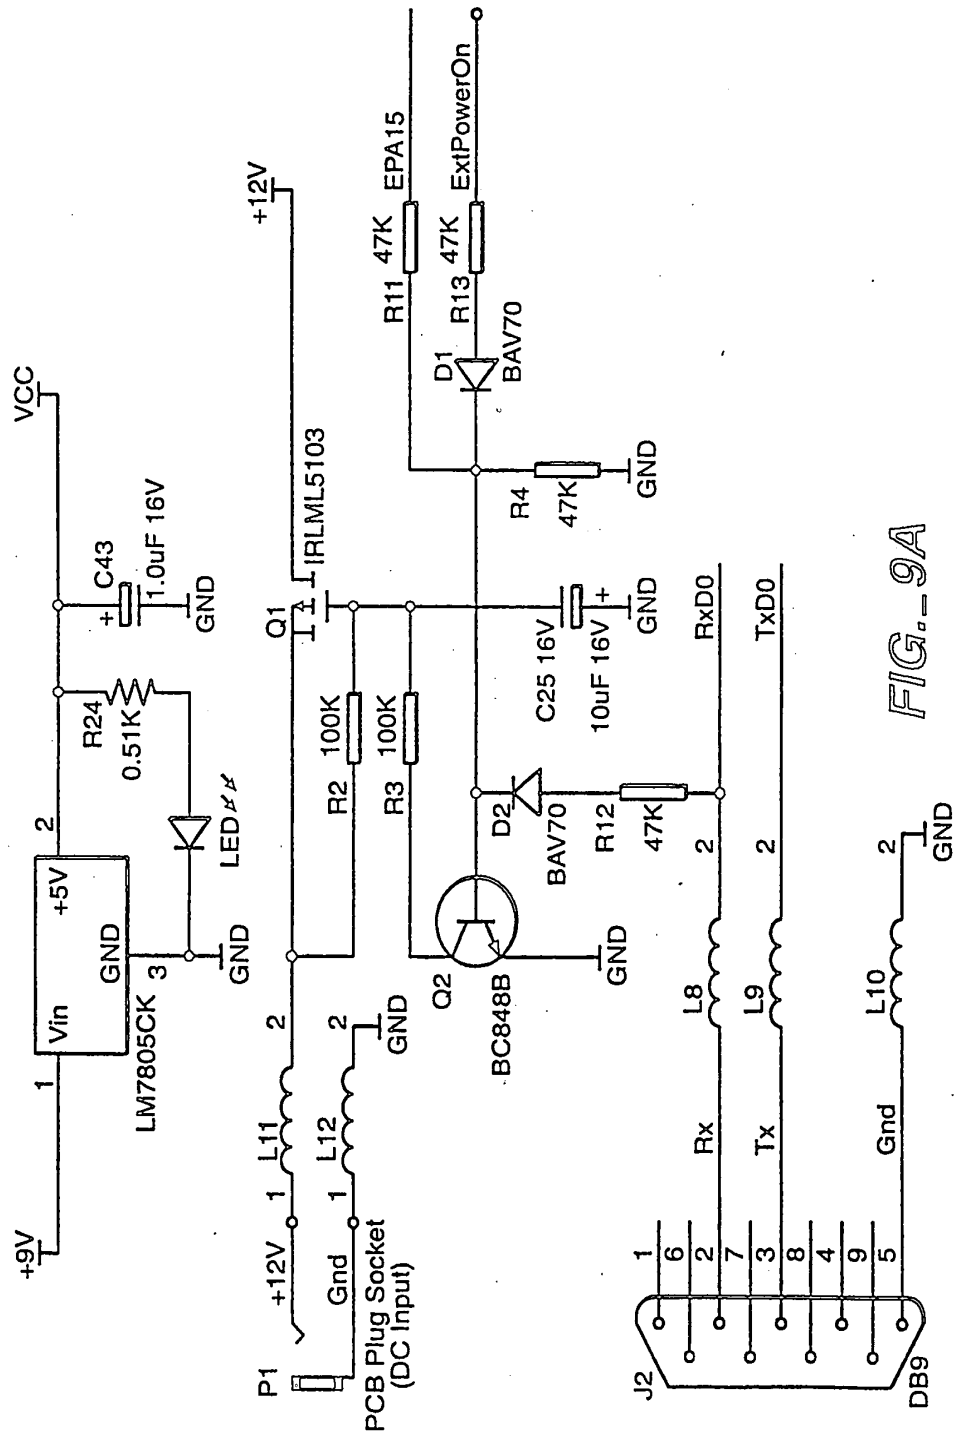 +9V
1
Vin
+5V
GND
LM7805CK
2
3
GND
LED
R24
0.51K
C43
+
1.0uF 16V
GND
VCC
P1
PCB Plug Socket
(DC Input)
+12V
Gnd
1
L11
2
1
L12
2
GND
R2
100K
R3
100K
Q1
IRLML5103
+12V
Q2
BC848B
GND
D2
BAV70
R12
47K
C25 16V
10uF 16V
+
GND
R4
47K
GND
D1
BAV70
R11
47K
EPA15
R13
47K
ExtPowerOn
J2
DB9
1
6
2
7
3
8
4
9
5
Rx
L8
2
RxD0
Tx
L9
2
TxD0
Gnd
L10
2
GND
FIG._9A